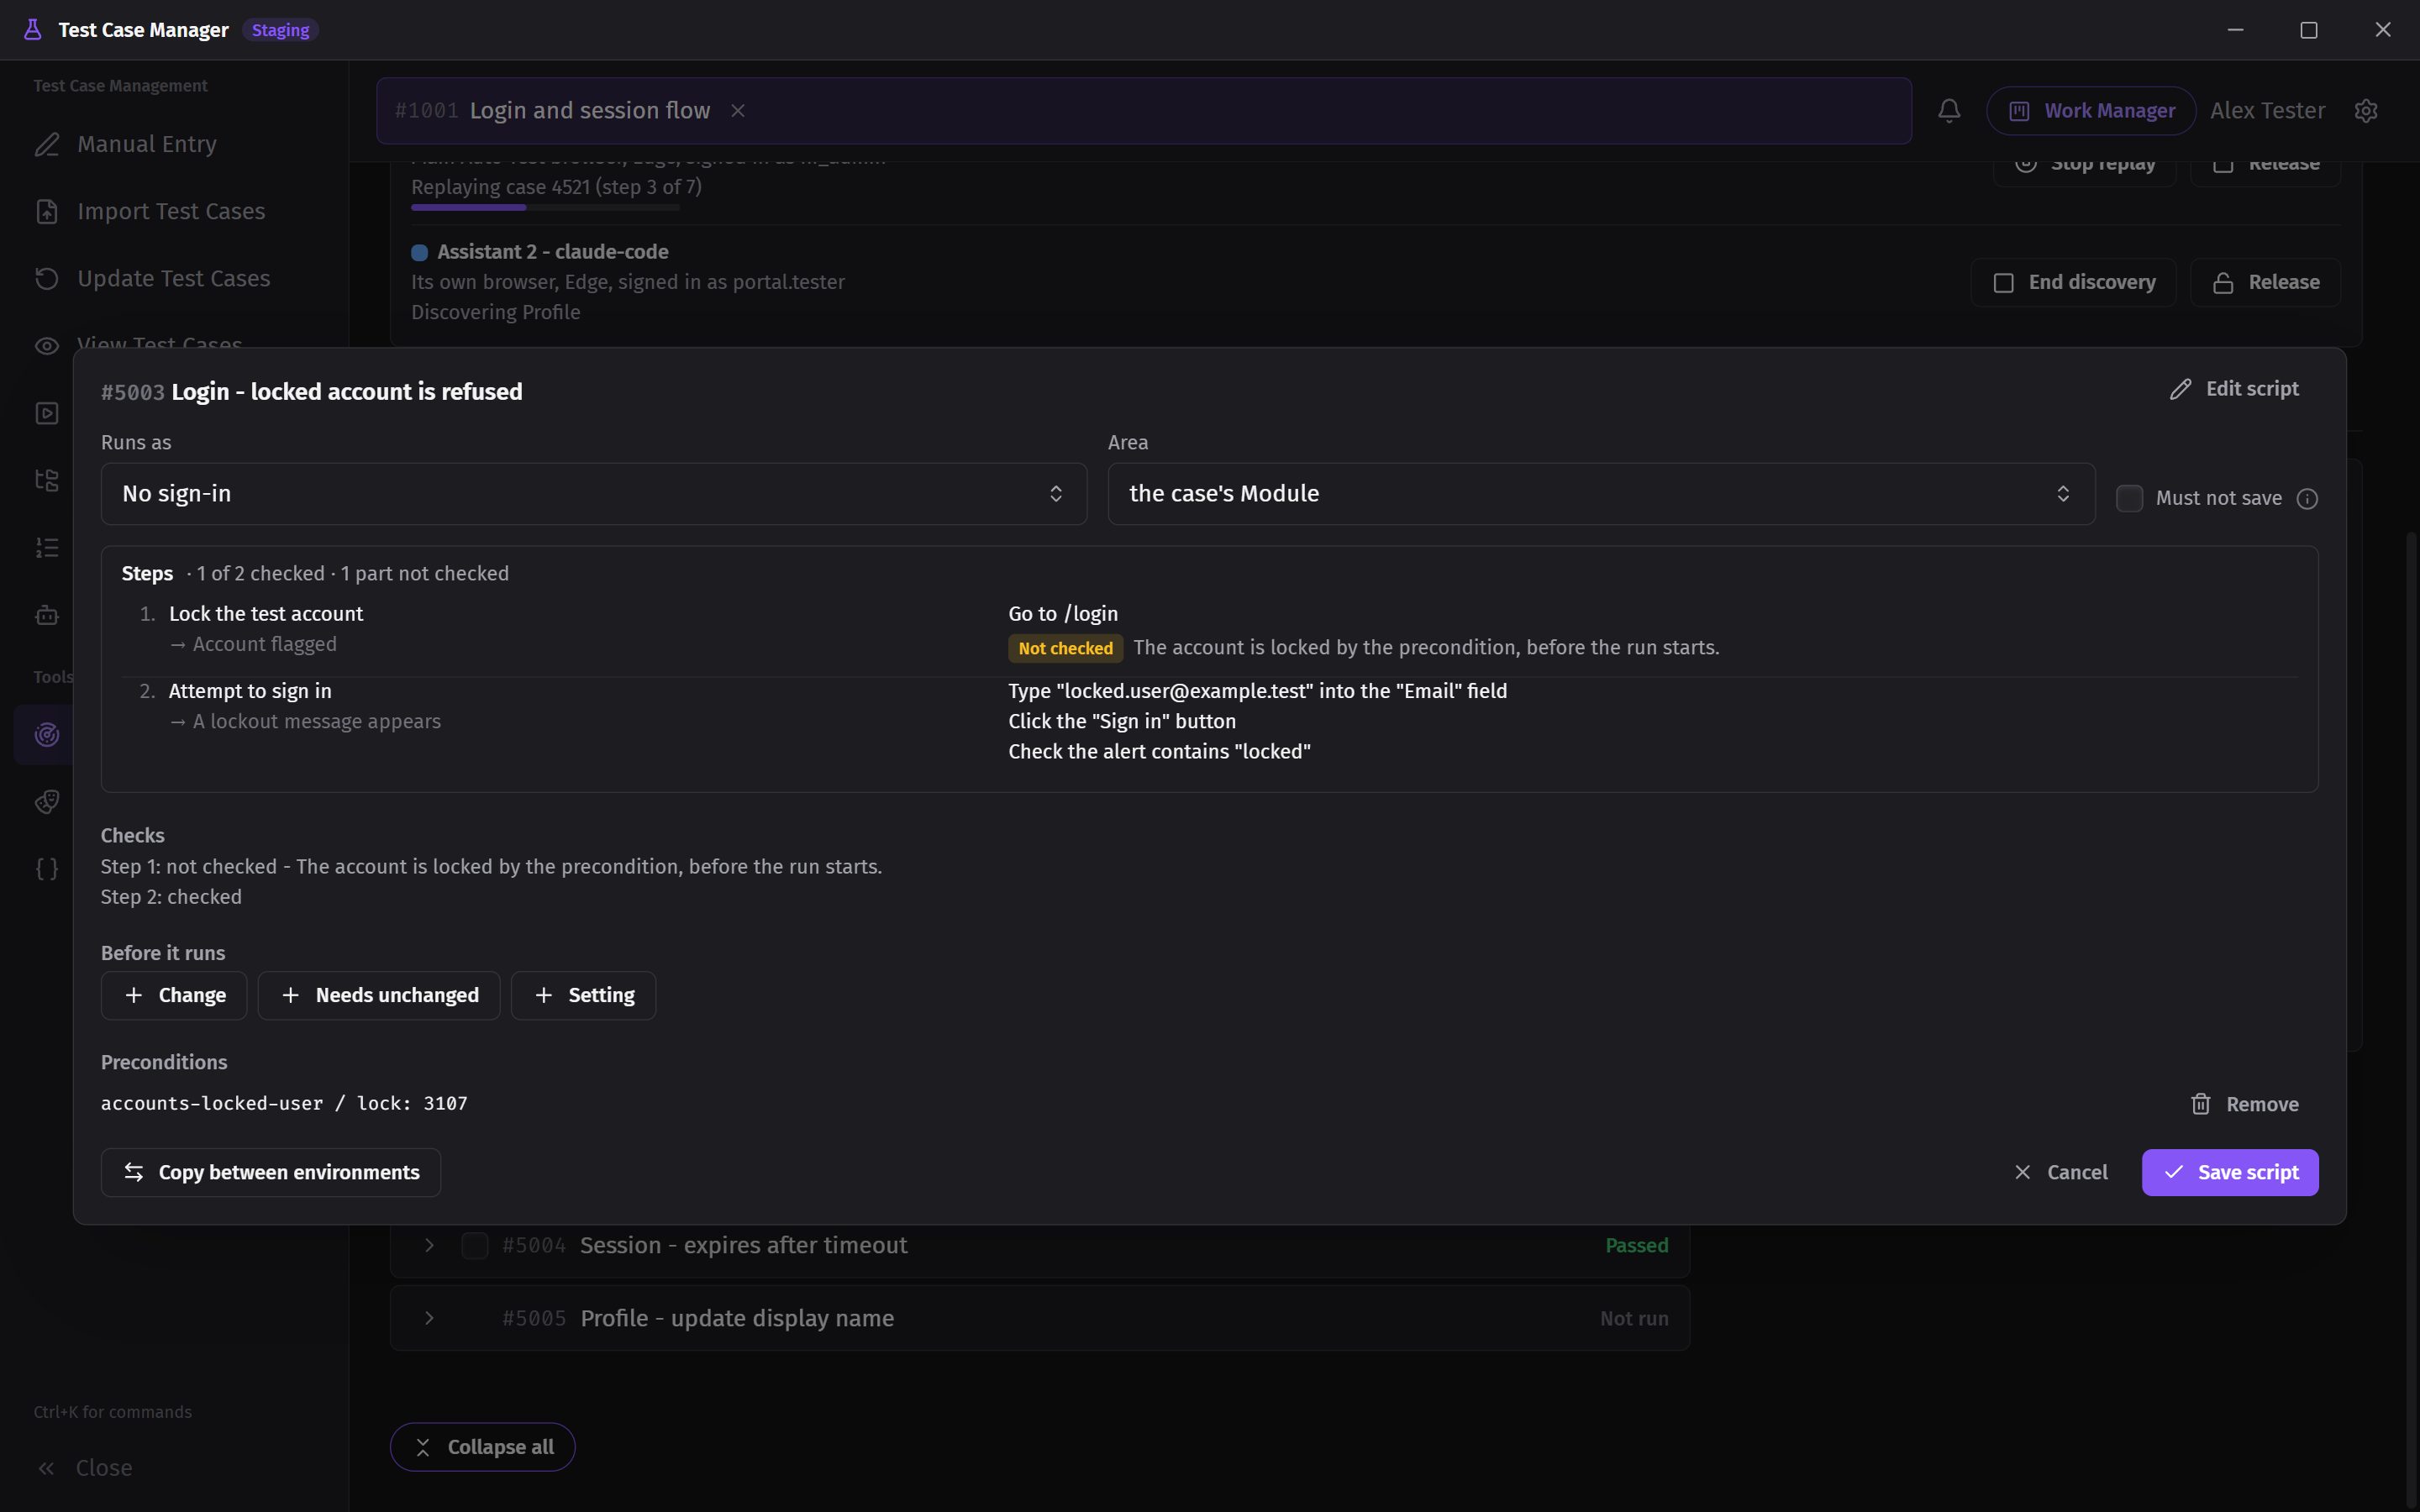 Test Case Manager Staging
Test Case Management
Manual Entry
Import Test Cases
Update Test Cases
View Test Cases
Tools
Ctrl+K for commands
Close
#1001 Login and session flow
Work Manager
Alex Tester
Replaying case 4521 (step 3 of 7)
Stop replay
Release
Assistant 2 - claude-code
Its own browser, Edge, signed in as portal.tester
Discovering Profile
End discovery
Release
#5003 Login - locked account is refused
Edit script
Runs as
No sign-in
Area
the case's Module
Must not save
Steps · 1 of 2 checked · 1 part not checked
1. Lock the test account
→ Account flagged
Go to /login
Not checked The account is locked by the precondition, before the run starts.
2. Attempt to sign in
→ A lockout message appears
Type "locked.user@example.test" into the "Email" field
Click the "Sign in" button
Check the alert contains "locked"
Checks
Step 1: not checked - The account is locked by the precondition, before the run starts.
Step 2: checked
Before it runs
Change
Needs unchanged
Setting
Preconditions
accounts-locked-user / lock: 3107
Remove
Copy between environments
Cancel
Save script
#5004 Session - expires after timeout
Passed
#5005 Profile - update display name
Not run
Collapse all